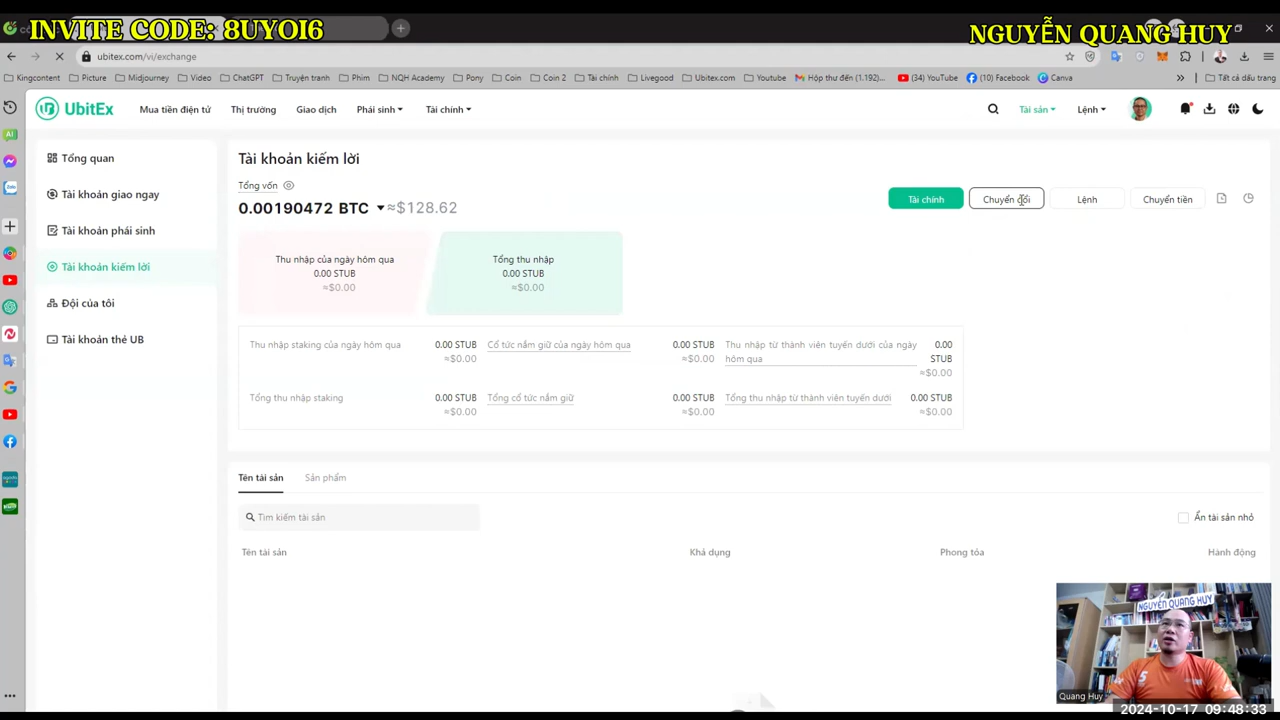 INVITE CODE: 8UYOI6
NGUYỄN QUANG HUY
ubitex.com/vi/exchange
Kingcontent Picture Midjourney Video ChatGPT Truyện tranh Phim NQH Academy Pony Coin Coin 2 Tài chính Livegood Ubitex.com Youtube Hộp thư đến (1.192)... (34) YouTube (10) Facebook Canva » Tất cả dấu trang
UbitEx Mua tiền điện tử Thị trường Giao dịch Phái sinh Tài chính Tài sản Lệnh
Tổng quan
Tài khoản giao ngay
Tài khoản phái sinh
Tài khoản kiếm lời
Đội của tôi
Tài khoản thẻ UB
Tài khoản kiếm lời
Tổng vốn
0.00190472 BTC ≈$128.62
Tài chính Chuyển đổi Lệnh Chuyển tiền
Thu nhập của ngày hôm qua
0.00 STUB
≈$0.00
Tổng thu nhập
0.00 STUB
≈$0.00
Thu nhập staking của ngày hôm qua 0.00 STUB
≈$0.00
Cổ tức nắm giữ của ngày hôm qua 0.00 STUB
≈$0.00
Thu nhập từ thành viên tuyến dưới của ngày 0.00
hôm qua STUB
≈$0.00
Tổng thu nhập staking 0.00 STUB
≈$0.00
Tổng cổ tức nắm giữ 0.00 STUB
≈$0.00
Tổng thu nhập từ thành viên tuyến dưới 0.00 STUB
≈$0.00
Tên tài sản Sản phẩm
Tìm kiếm tài sản
Ẩn tài sản nhỏ
Tên tài sản Khả dụng Phong tỏa Hành động
NGUYỄN QUANG HUY
Quang Huy
2024-10-17 09:48:33